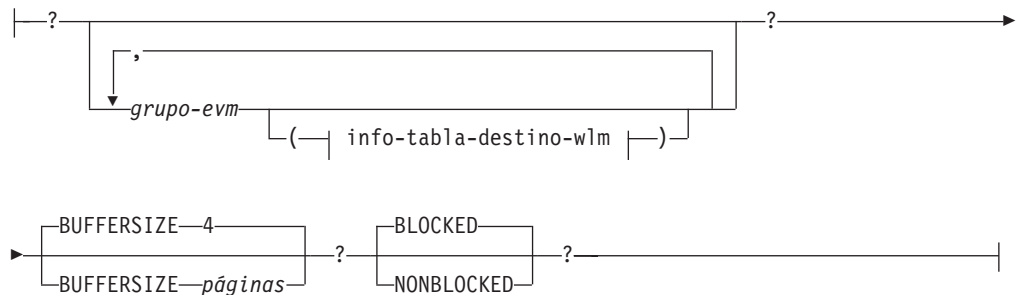 ? ?
,
grupo-evm
( info-tabla-destino-wlm )
BUFFERSIZE 4 BLOCKED
? ?
BUFFERSIZE páginas NONBLOCKED